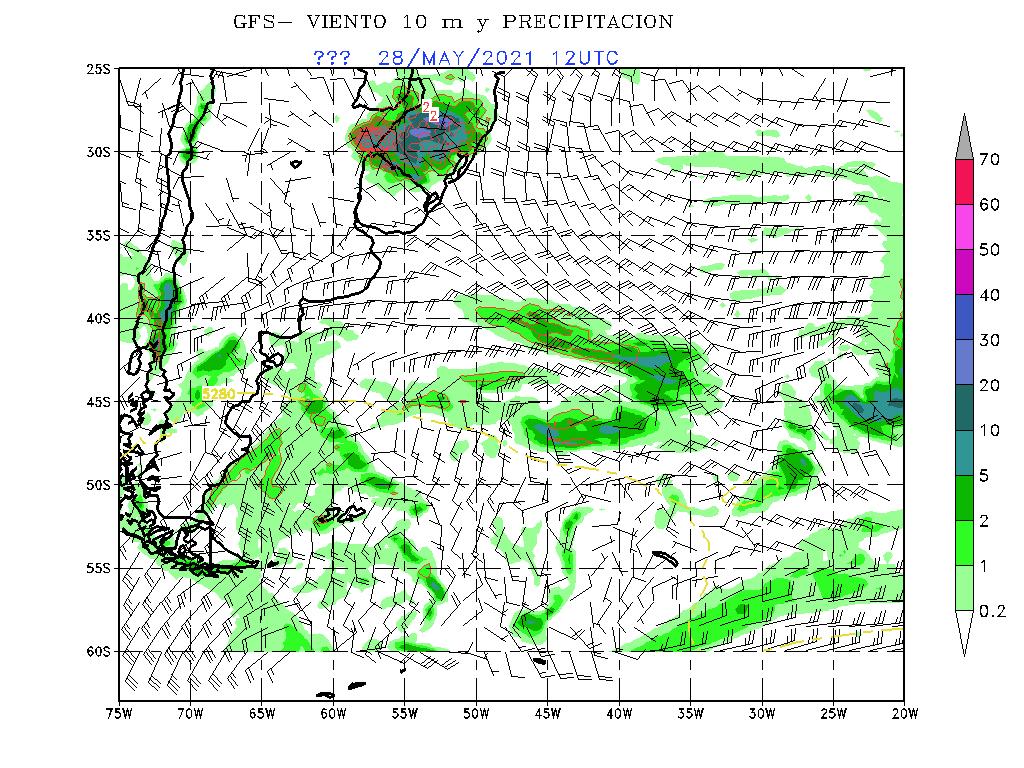 GFS− VIENTO 10 m y PRECIPITACION
??? 28/MAY/2021 12UTC
25S
30S
35S
40S
45S
50S
55S
60S
2
2
5280
75W 70W 65W 60W 55W 50W 45W 40W 35W 30W 25W 20W
70
60
50
40
30
20
10
5
2
1
0.2